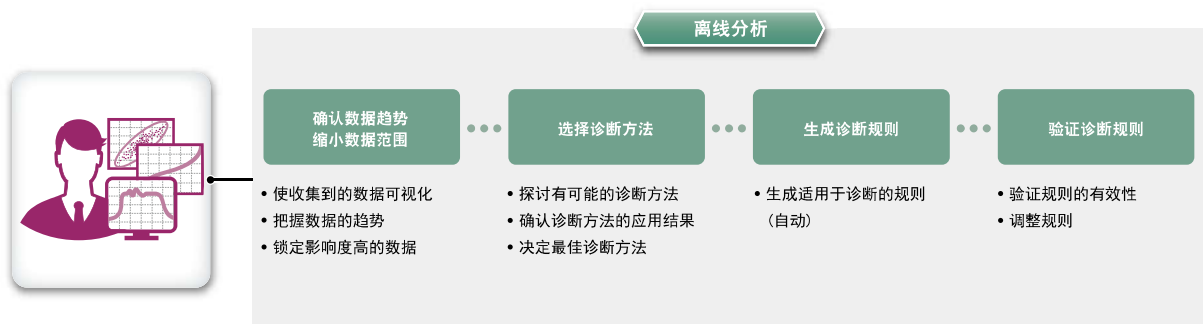 离线分析
确认数据趋势
缩小数据范围
选择诊断方法
生成诊断规则
验证诊断规则
• 使收集到的数据可视化
• 把握数据的趋势
• 锁定影响度高的数据
• 探讨有可能的诊断方法
• 确认诊断方法的应用结果
• 决定最佳诊断方法
• 生成适用于诊断的规则
（自动）
• 验证规则的有效性
• 调整规则